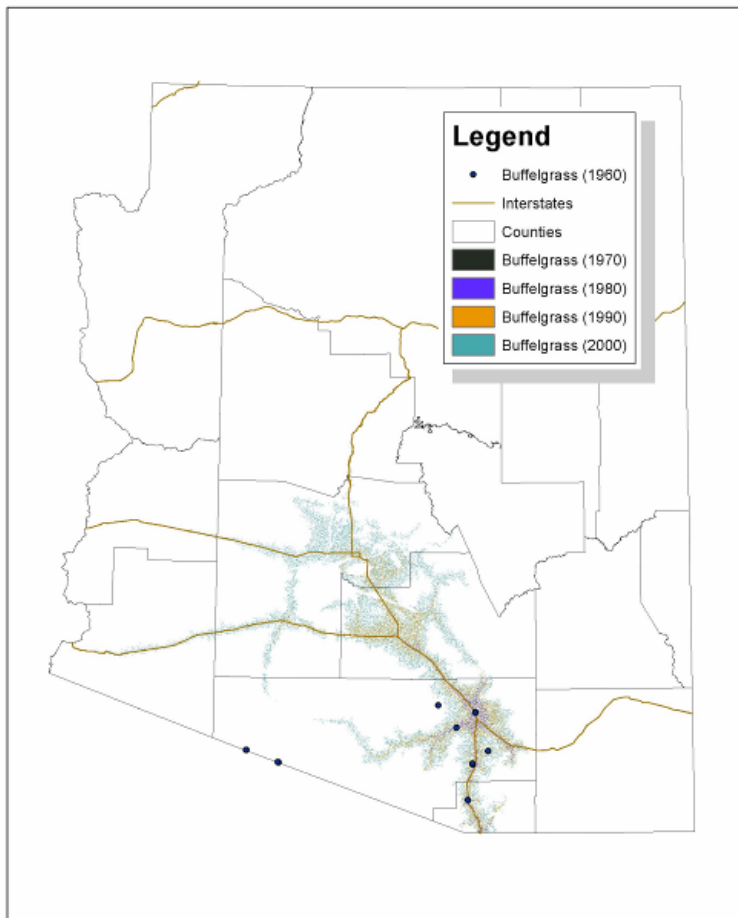 Legend
Buffelgrass (1960)
Interstates
Counties
Buffelgrass (1970)
Buffelgrass (1980)
Buffelgrass (1990)
Buffelgrass (2000)